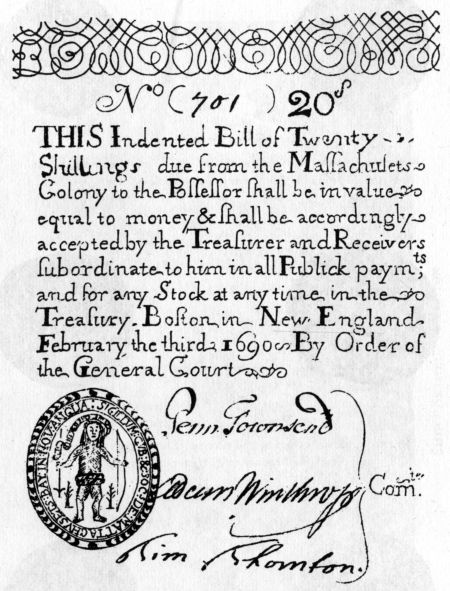 No (701) 20s
THIS Indented Bill of Twenty
Shillings due from the Maſſachuſets
Colony to the Poſſeſſor ſhall be in value
equal to money & ſhall be accordingly
accepted by the Treaſurer and Receivers
ſubordinate to him in all Publick paymts;
and for any Stock at any time in the
Treaſury. Boſton in New England
February the third 1690 By Order of
the General Court
Penn Townsend
Adam Winthrop
Tim Thornton.
Comtee